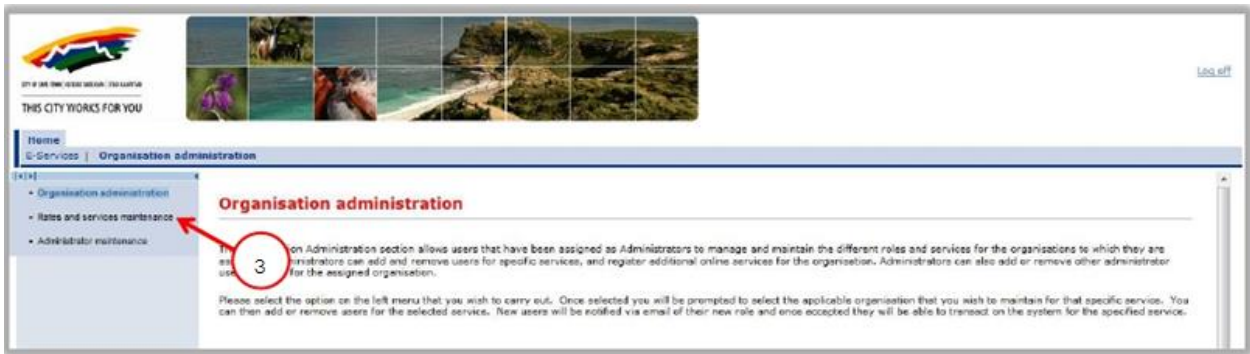 THIS CITY WORKS FOR YOU
Log off
Home
E-Services | Organisation administration
• Organisation administration
• Rates and services maintenance
• Administrator maintenance
Organisation administration
on Administration section allows users that have been assigned as Administrators to manage and maintain the different roles and services for the organisations to which they are
inistrators can add and remove users for specific services, and register additional online services for the organisation. Administrators can also add or remove other administrator
for the assigned organisation.
3
Please select the option on the left menu that you wish to carry out. Once selected you will be prompted to select the applicable organisation that you wish to maintain for that specific service. You
can then add or remove users for the selected service. New users will be notified via email of their new role and once accepted they will be able to transact on the system for the specified service.